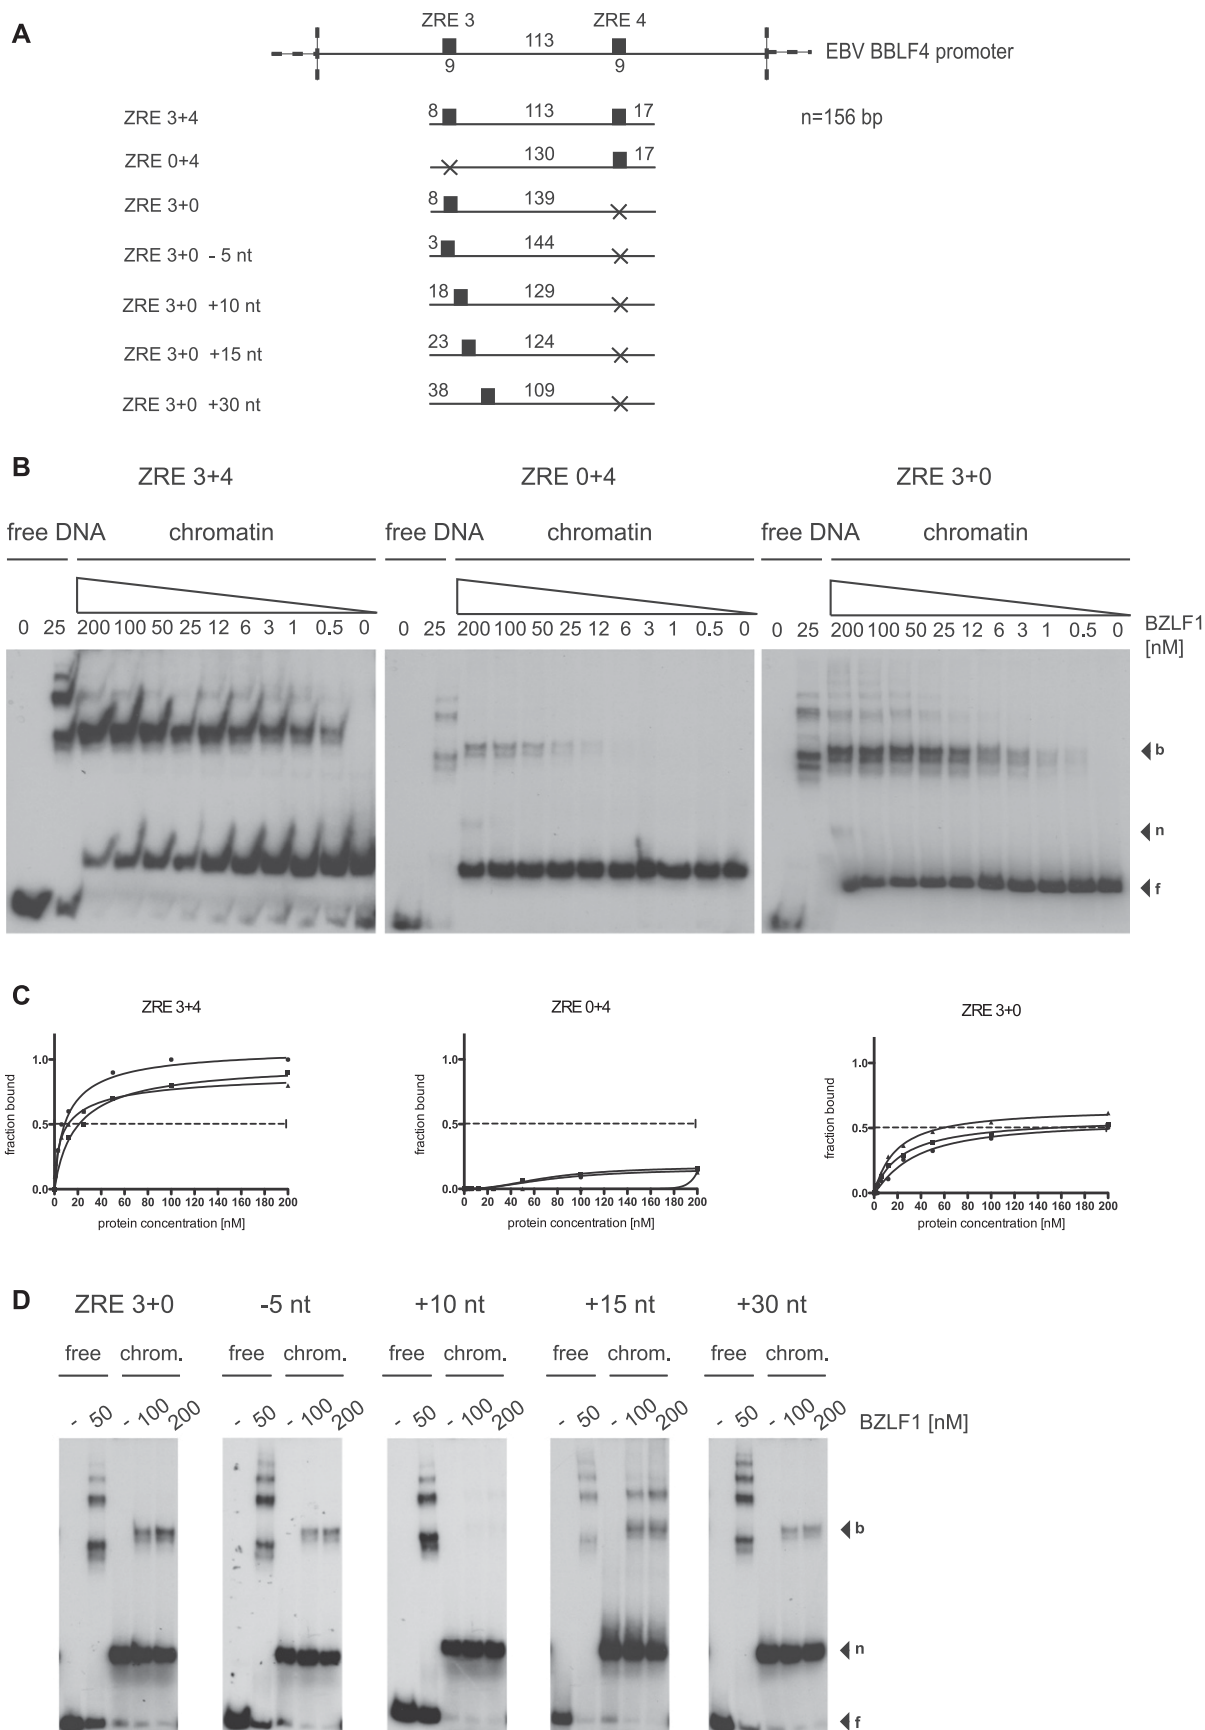 A
ZRE 3
ZRE 4
113
9
9
EBV BBLF4 promoter
ZRE 3+4
8
113
17
n=156 bp
ZRE 0+4
130
17
ZRE 3+0
8
139
ZRE 3+0 - 5 nt
3
144
ZRE 3+0 +10 nt
18
129
ZRE 3+0 +15 nt
23
124
ZRE 3+0 +30 nt
38
109
B
ZRE 3+4
ZRE 0+4
ZRE 3+0
free DNA
chromatin
free DNA
chromatin
free DNA
chromatin
0 25 200 100 50 25 12 6 3 1 0.5 0
0 25 200 100 50 25 12 6 3 1 0.5 0
0 25 200 100 50 25 12 6 3 1 0.5 0
BZLF1
[nM]
b
n
f
C
ZRE 3+4
fraction bound
1.0
0.5
0.0
0 20 40 60 80 100 120 140 160 180 200
protein concentration [nM]
ZRE 0+4
fraction bound
1.0
0.5
0.0
0 20 40 60 80 100 120 140 160 180 200
protein concentration [nM]
ZRE 3+0
fraction bound
1.0
0.5
0.0
0 20 40 60 80 100 120 140 160 180 200
protein concentration [nM]
D
ZRE 3+0
-5 nt
+10 nt
+15 nt
+30 nt
free chrom.
free chrom.
free chrom.
free chrom.
free chrom.
- 50 - 100 200
- 50 - 100 200
- 50 - 100 200
- 50 - 100 200
- 50 - 100 200
BZLF1 [nM]
b
n
f